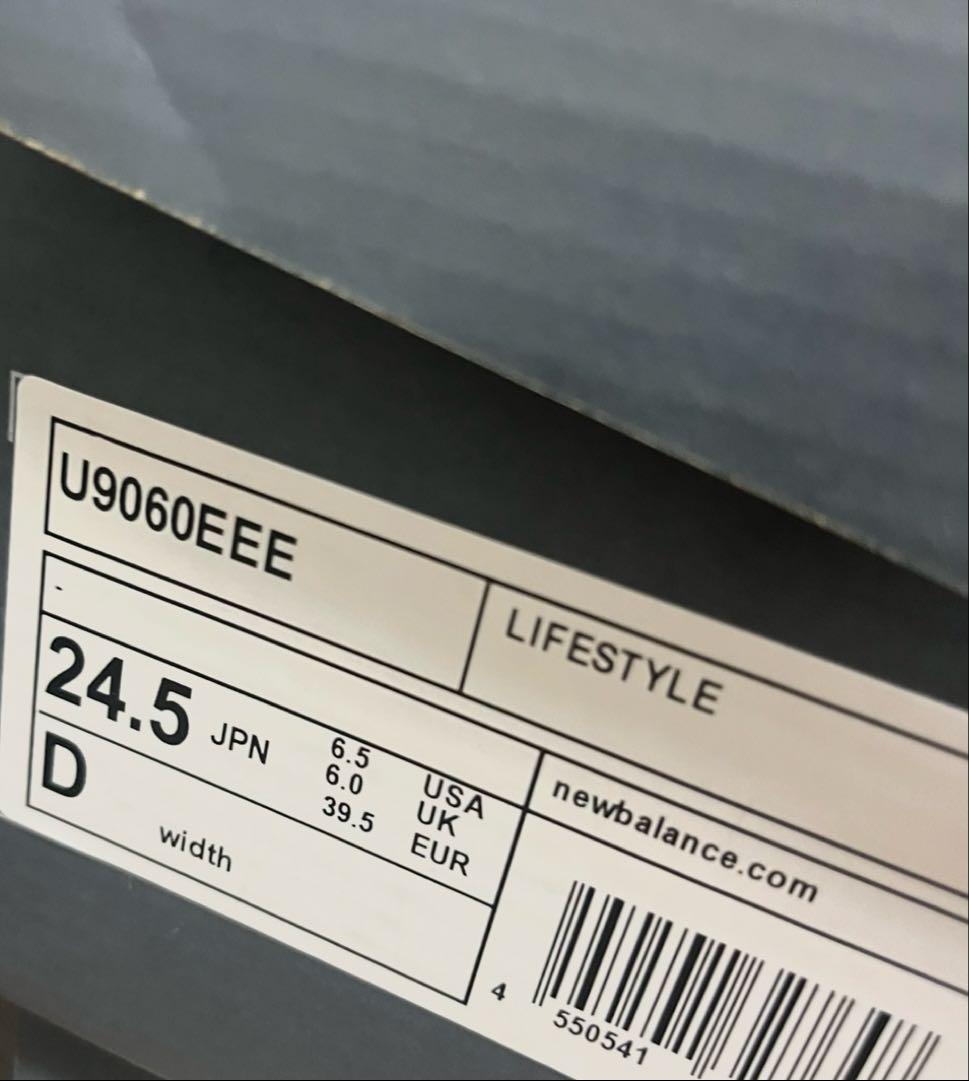 U9060EEE
LIFESTYLE
-
24.5 JPN
6.5 USA
6.0 UK
39.5 EUR
D
width
newbalance.com
4 550541